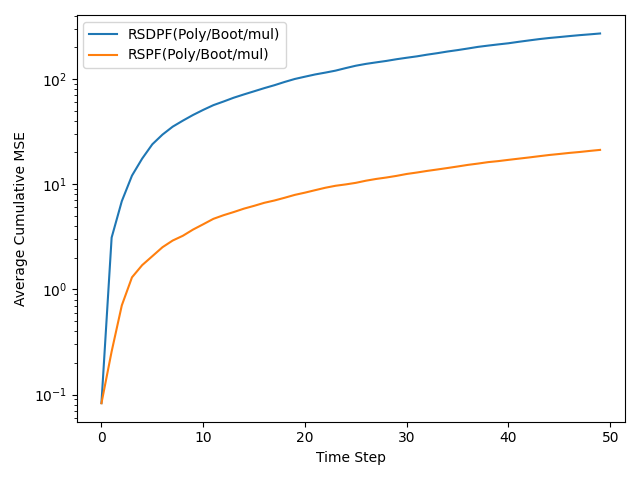 RSDPF(Poly/Boot/mul)
RSPF(Poly/Boot/mul)
Average Cumulative MSE
10²
10¹
10⁰
10⁻¹
0 10 20 30 40 50
Time Step